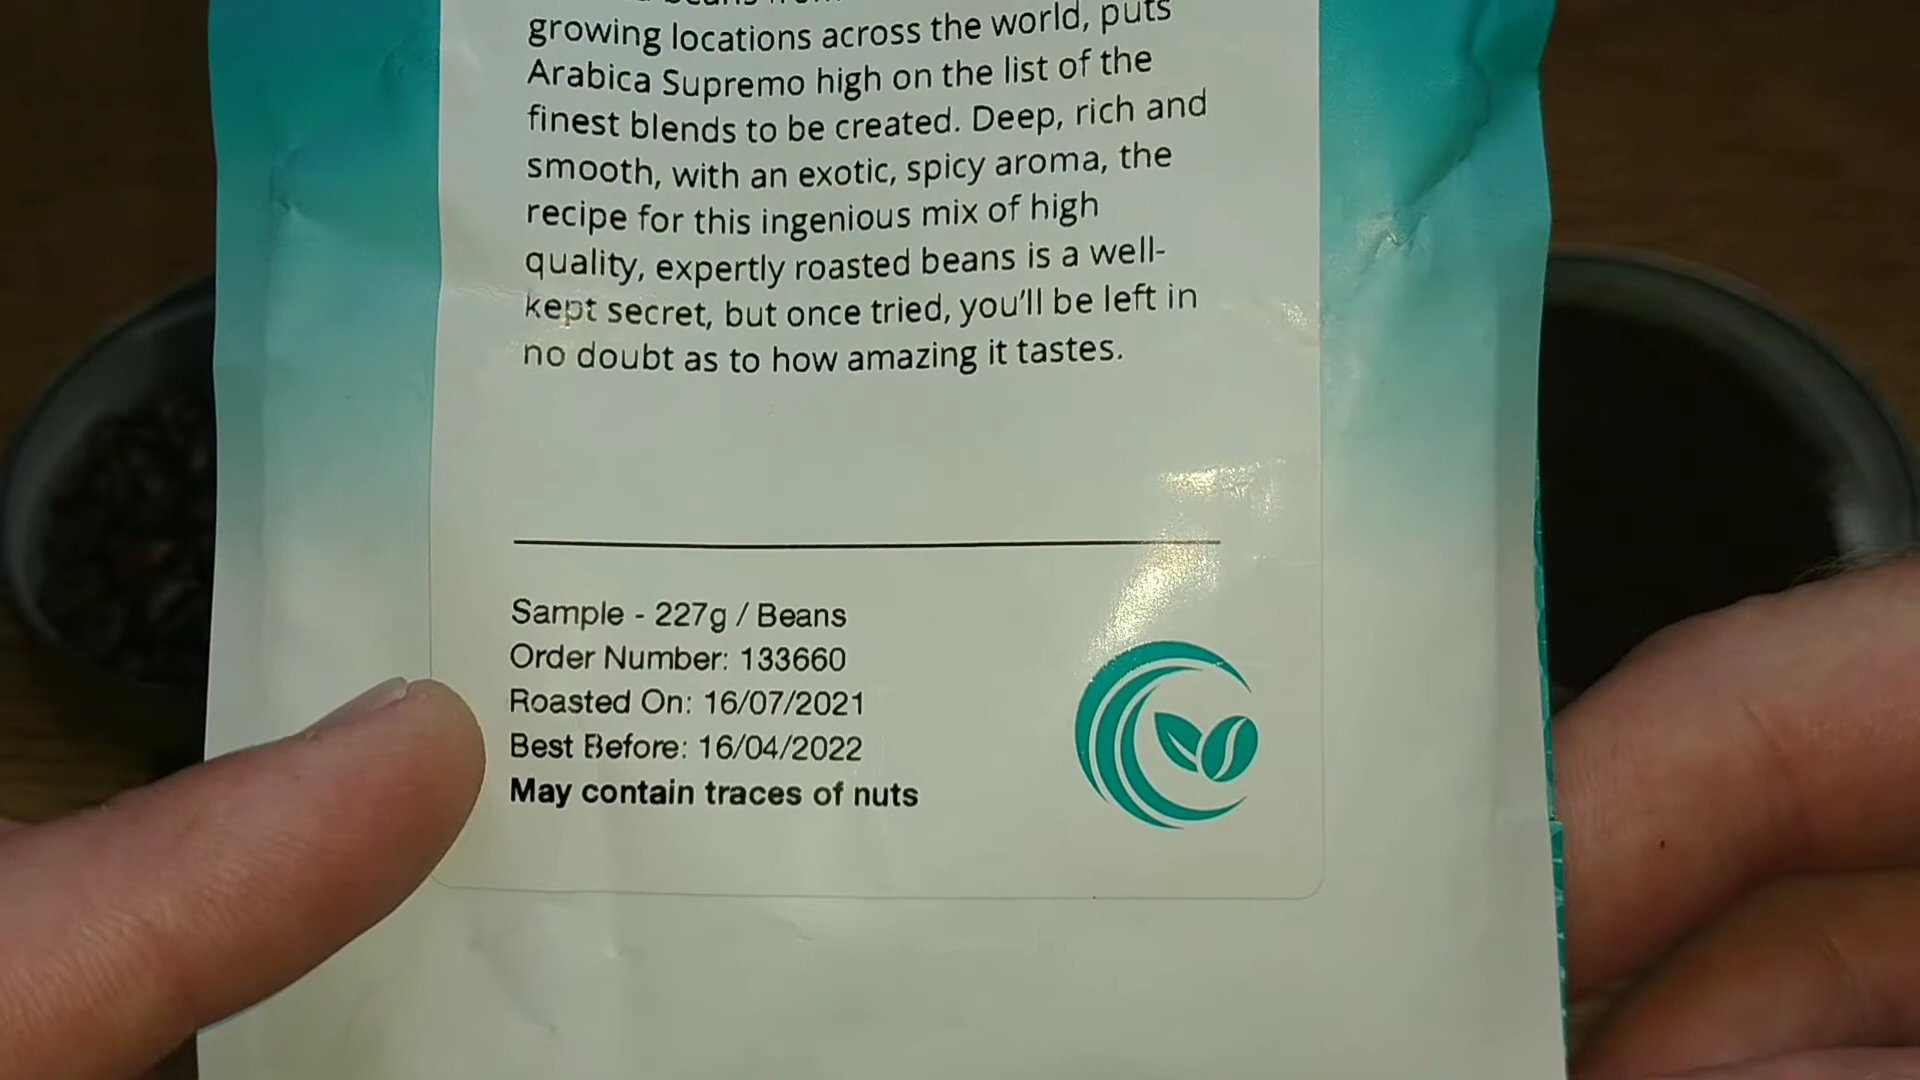 beans from
growing locations across the world, puts
Arabica Supremo high on the list of the
finest blends to be created. Deep, rich and
smooth, with an exotic, spicy aroma, the
recipe for this ingenious mix of high
quality, expertly roasted beans is a well-
kept secret, but once tried, you'll be left in
no doubt as to how amazing it tastes.
Sample - 227g / Beans
Order Number: 133660
Roasted On: 16/07/2021
Best Before: 16/04/2022
May contain traces of nuts